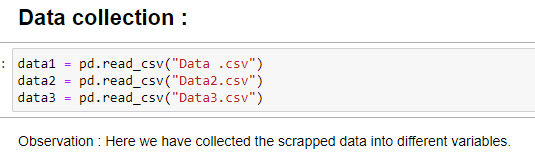 Data collection :
: data1 = pd.read_csv("Data .csv")
data2 = pd.read_csv("Data2.csv")
data3 = pd.read_csv("Data3.csv")
Observation : Here we have collected the scrapped data into different variables.